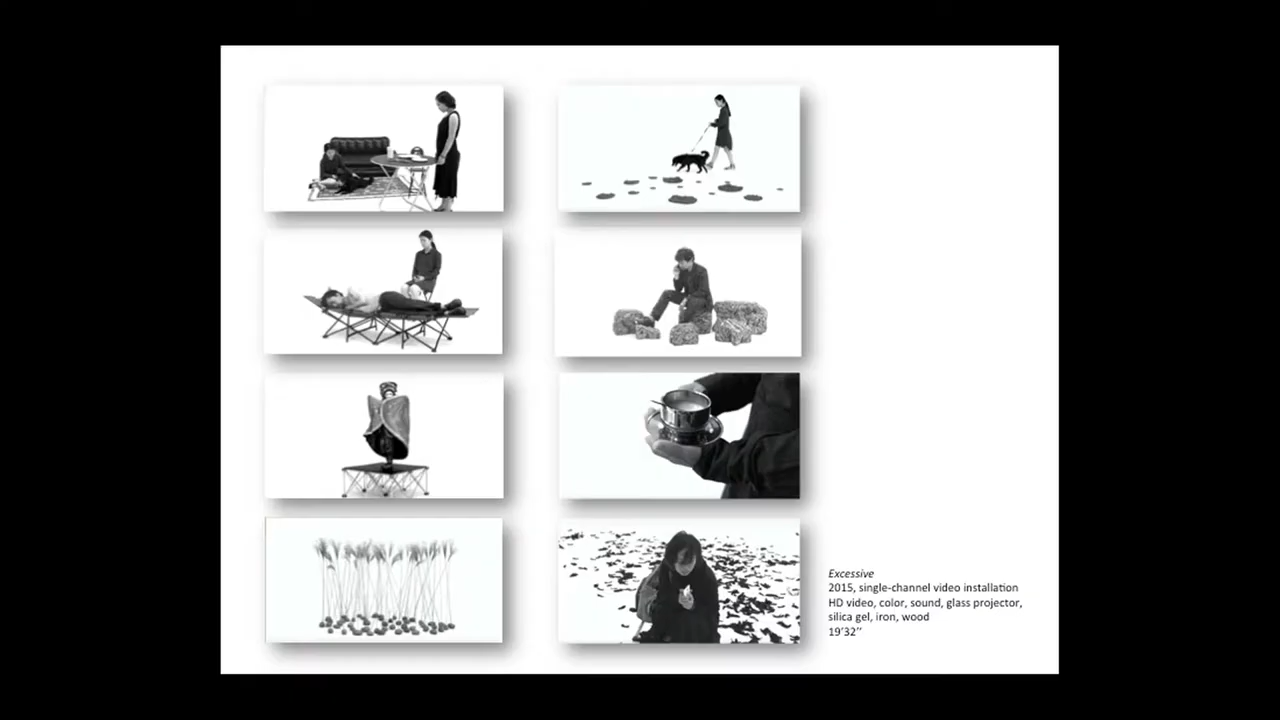 Excessive
2015, single-channel video installation
HD video, color, sound, glass projector,
silica gel, iron, wood
19’32’’